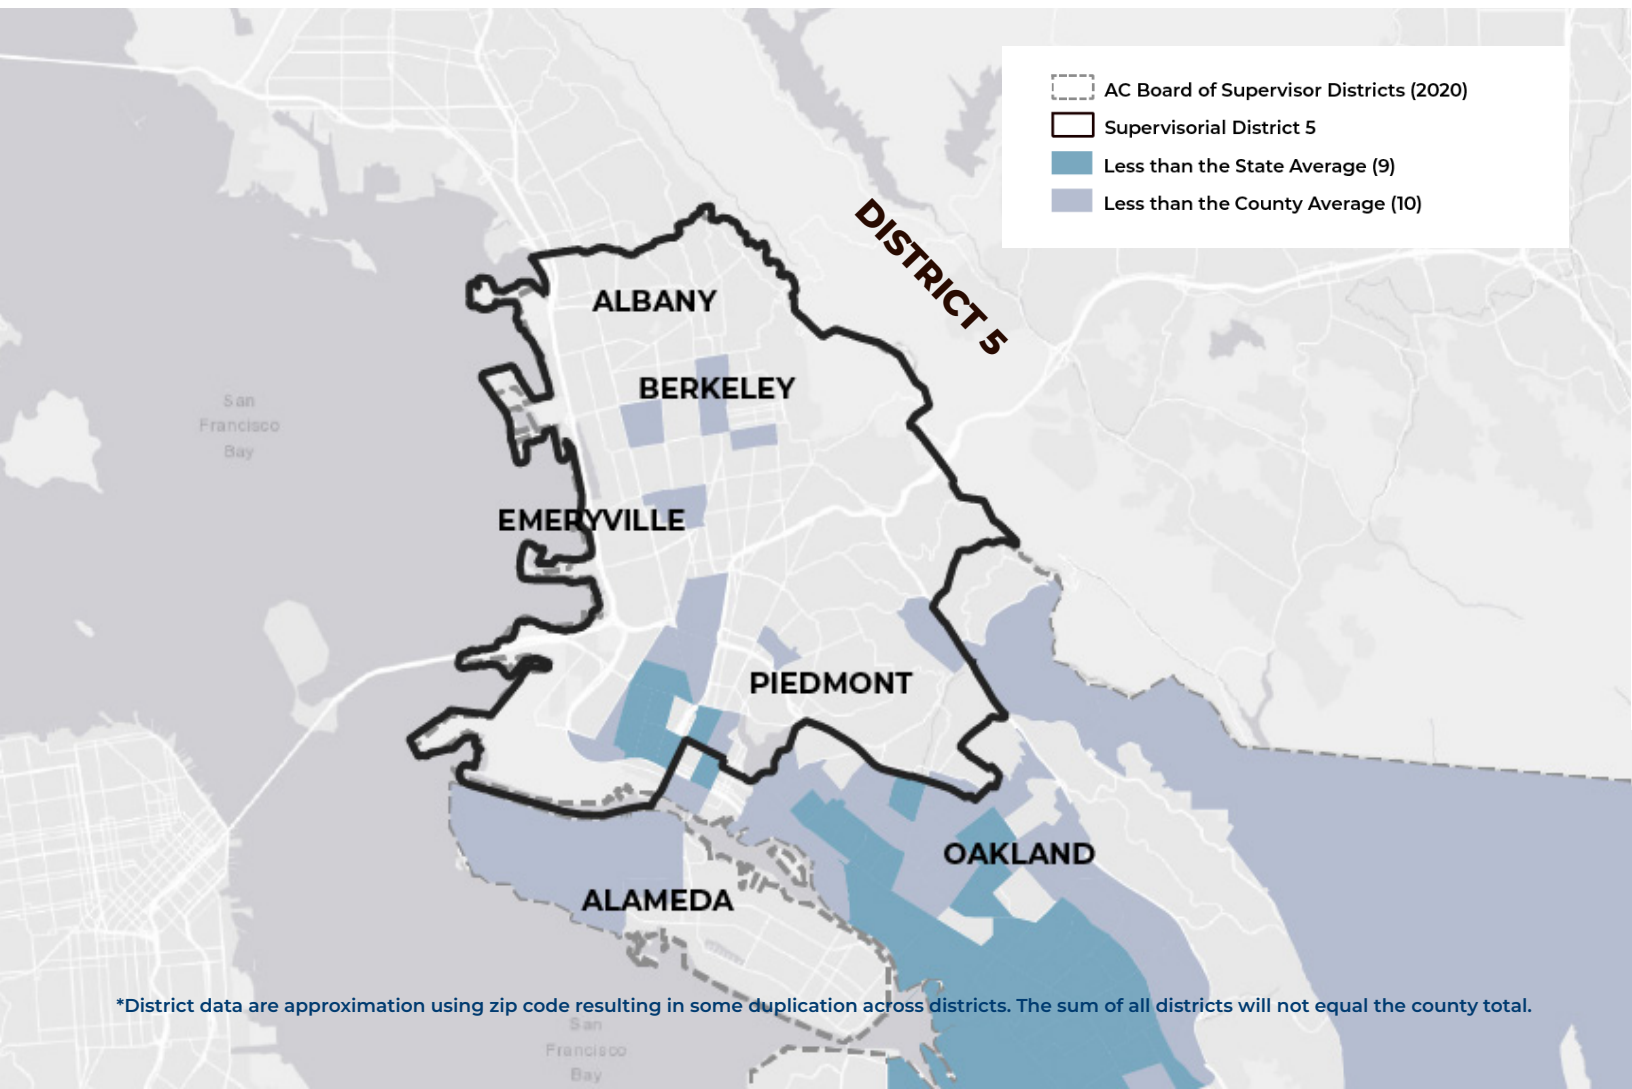 AC Board of Supervisor Districts (2020)
Supervisorial District 5
Less than the State Average (9)
Less than the County Average (10)
DISTRICT 5
ALBANY
BERKELEY
San
Francisco
Bay
EMERYVILLE
PIEDMONT
OAKLAND
ALAMEDA
*District data are approximation using zip code resulting in some duplication across districts. The sum of all districts will not equal the county total.
San
Francisco
Bay